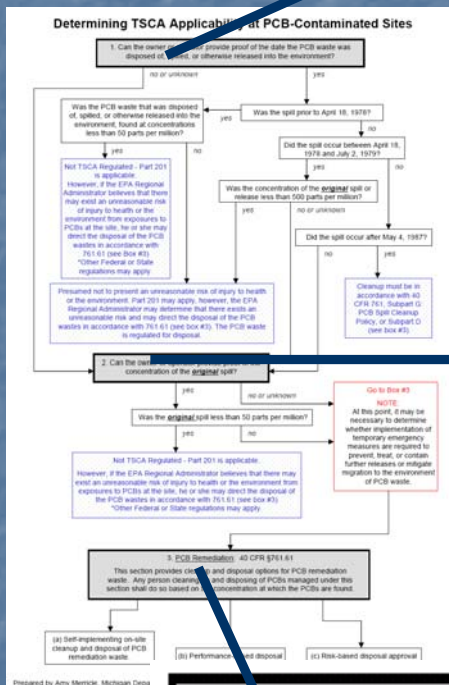 Determining TSCA Applicability at PCB-Contaminated Sites
1. Can the owner or operator provide proof of the date the PCB waste was
disposed of, spilled, or otherwise released into the environment?
no or unknown
yes
Was the PCB waste that was disposed
of, spilled, or otherwise released into the
environment, found at concentrations
less than 50 parts per million?
Was the spill prior to April 18, 1978?
yes
no
yes
no
Did the spill occur between April 18,
1978 and July 2, 1979?
yes
no
Not TSCA Regulated - Part 201
is applicable.
However, if the EPA Regional
Administrator believes that there
may exist an unreasonable risk
of injury to health or the
environment from exposures to
PCBs at the site, he or she may
direct the disposal of the PCB
wastes in accordance with
761.61 (see Box #3)
*Other Federal or State
regulations may apply
Was the concentration of the original spill or
release less than 500 parts per million?
yes
no or unknown
Did the spill occur after May 4, 1987?
no
yes
Presumed not to present an unreasonable risk of injury to health
or the environment. Part 201 may apply, however, the EPA
Regional Administrator may determine that there exists an
unreasonable risk and may direct the disposal of the PCB
wastes in accordance with 761.61 (see box #3). The PCB waste
is regulated for disposal.
Cleanup must be in
accordance with 40
CFR 761, Subpart G:
PCB Spill Cleanup
Policy, or Subpart D
(see box #3).
2. Can the owner or operator provide proof of the
concentration of the original spill?
yes
no or unknown
Was the original spill less than 50 parts per million?
yes
no
Go to Box #3
NOTE:
At this point, it may be
necessary to determine
whether implementation of
temporary emergency
measures are required to
prevent, treat, or contain
further releases or mitigate
migration to the environment
of PCB waste.
Not TSCA Regulated - Part 201 is applicable.
However, if the EPA Regional Administrator believes that there may
exist an unreasonable risk of injury to health or the environment from
exposures to PCBs at the site, he or she may direct the disposal of
the PCB wastes in accordance with 761.61 (see box #3)
*Other Federal or State regulations may apply.
3. PCB Remediation: 40 CFR §761.61
This section provides cleanup and disposal options for PCB remediation
waste. Any person cleaning up and disposing of PCBs managed under this
section shall do so based on the concentration at which the PCBs are found.
(a) Self-implementing on-site
cleanup and disposal of PCB
remediation waste.
(b) Performance-based disposal
(c) Risk-based disposal approval
Prepared by Amy Merricle, Michigan Depa